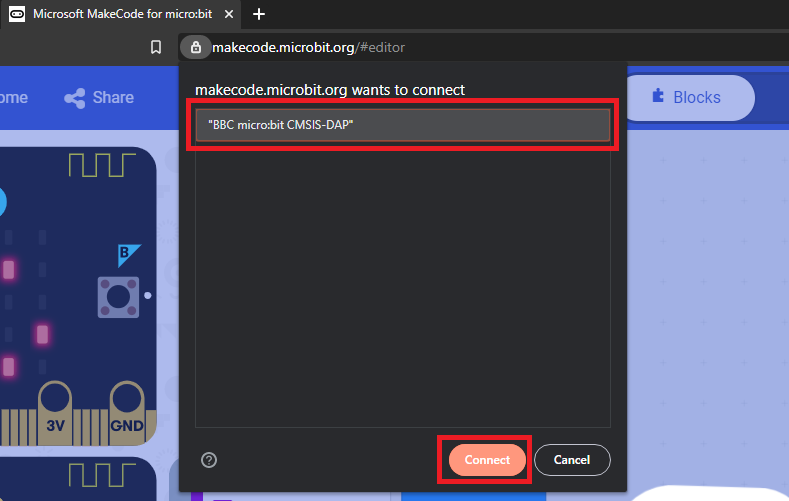 Microsoft MakeCode for micro:bit
makecode.microbit.org/#editor
ome
Share
makecode.microbit.org wants to connect
Blocks
"BBC micro:bit CMSIS-DAP"
B
3V
GND
Connect
Cancel